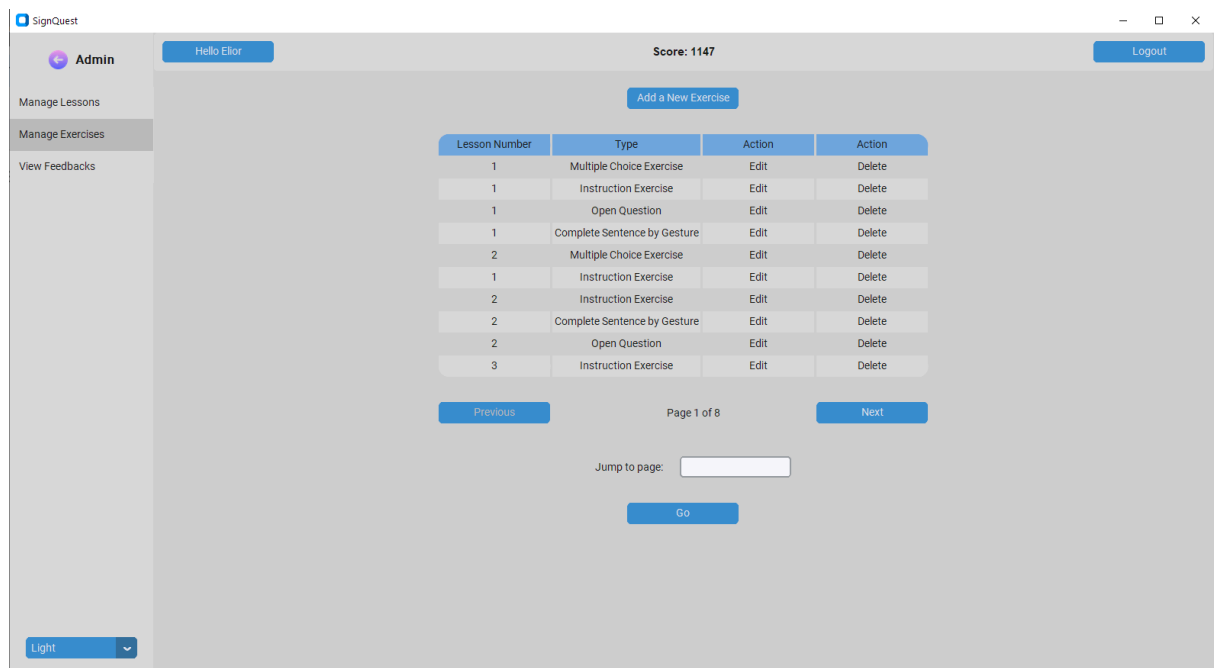 SignQuest
Admin
Hello Elior
Score: 1147
Logout
Manage Lessons
Manage Exercises
View Feedbacks
Add a New Exercise
Lesson Number Type Action Action
1 Multiple Choice Exercise Edit Delete
1 Instruction Exercise Edit Delete
1 Open Question Edit Delete
1 Complete Sentence by Gesture Edit Delete
2 Multiple Choice Exercise Edit Delete
1 Instruction Exercise Edit Delete
2 Instruction Exercise Edit Delete
2 Complete Sentence by Gesture Edit Delete
2 Open Question Edit Delete
3 Instruction Exercise Edit Delete
Previous Page 1 of 8 Next
Jump to page:
Go
Light